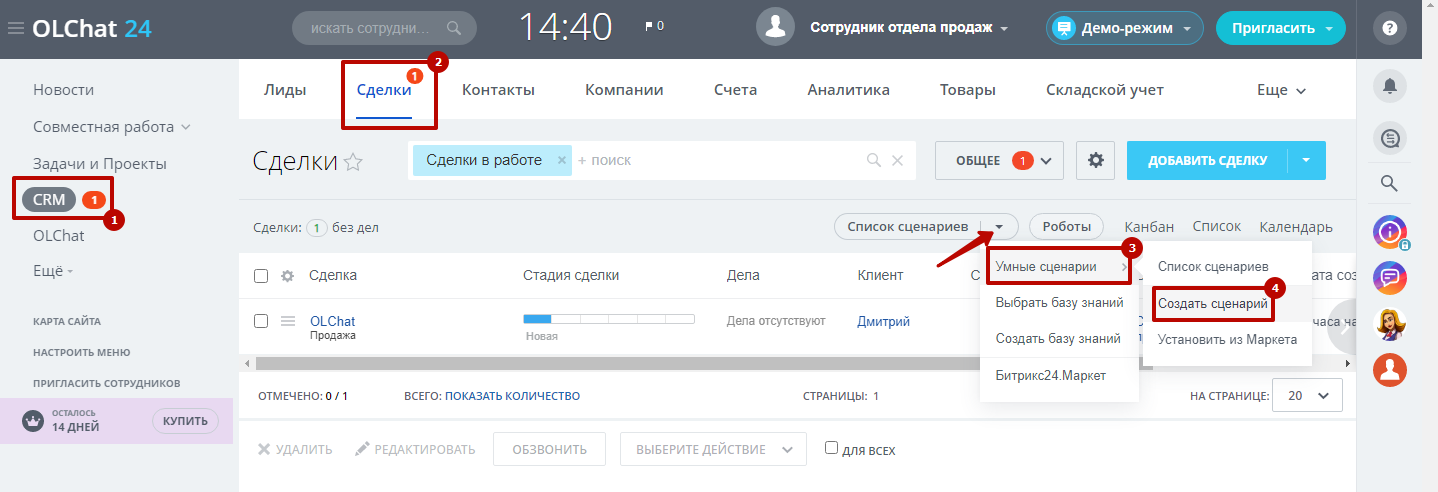 OLChat 24
искать сотрудни...
14:40
0
Сотрудник отдела продаж
Демо-режим
Пригласить
?
Новости
Совместная работа
Задачи и Проекты
CRM 1
1
OLChat
Ещё
КАРТА САЙТА
НАСТРОИТЬ МЕНЮ
ПРИГЛАСИТЬ СОТРУДНИКОВ
ОСТАЛОСЬ
14 ДНЕЙ
КУПИТЬ
Лиды
Сделки 1
2
Контакты
Компании
Счета
Аналитика
Товары
Складской учет
Еще
Сделки
Сделки в работе ×
+ поиск
ОБЩЕЕ 1
ДОБАВИТЬ СДЕЛКУ
Сделки: 1 без дел
Список сценариев
Роботы
Канбан
Список
Календарь
Сделка
Стадия сделки
Дела
Клиент
С
ата соз
OLChat
Продажа
Новая
Дела отсутствуют
Дмитрий
часа на
3
Умные сценарии
Выбрать базу знаний
Создать базу знаний
Битрикс24.Маркет
Список сценариев
4
Создать сценарий
Установить из Маркета
ОТМЕЧЕНО: 0 / 1
ВСЕГО: ПОКАЗАТЬ КОЛИЧЕСТВО
СТРАНИЦЫ: 1
НА СТРАНИЦЕ: 20
УДАЛИТЬ
РЕДАКТИРОВАТЬ
ОБЗВОНИТЬ
ВЫБЕРИТЕ ДЕЙСТВИЕ
ДЛЯ ВСЕХ